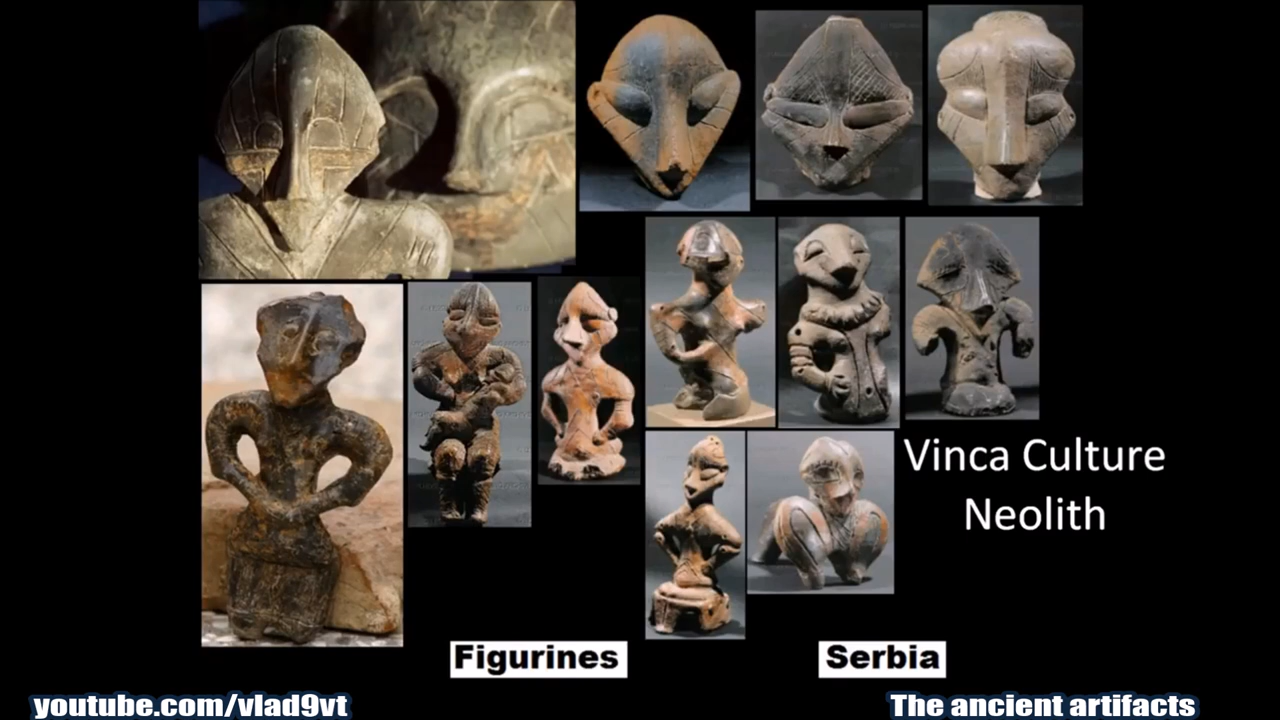 Vinca Culture
Neolith
Figurines
Serbia
youtube.com/vlad9vt
The ancient artifacts